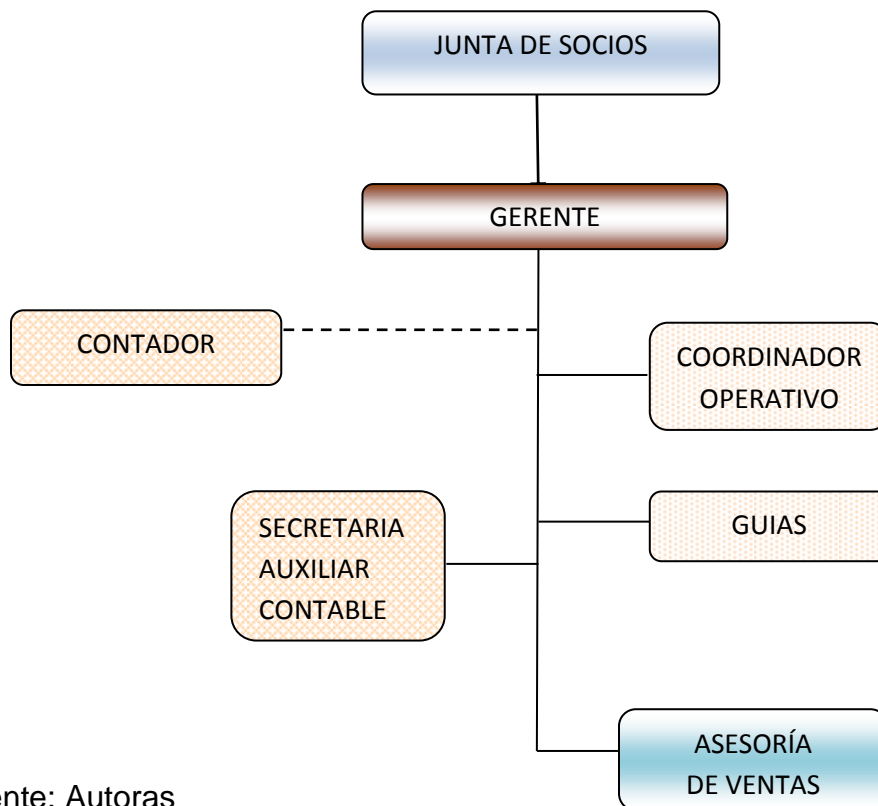 JUNTA DE SOCIOS
GERENTE
CONTADOR
COORDINADOR
OPERATIVO
SECRETARIA
AUXILIAR
CONTABLE
GUIAS
ASESORÍA
DE VENTAS
ente: Autoras